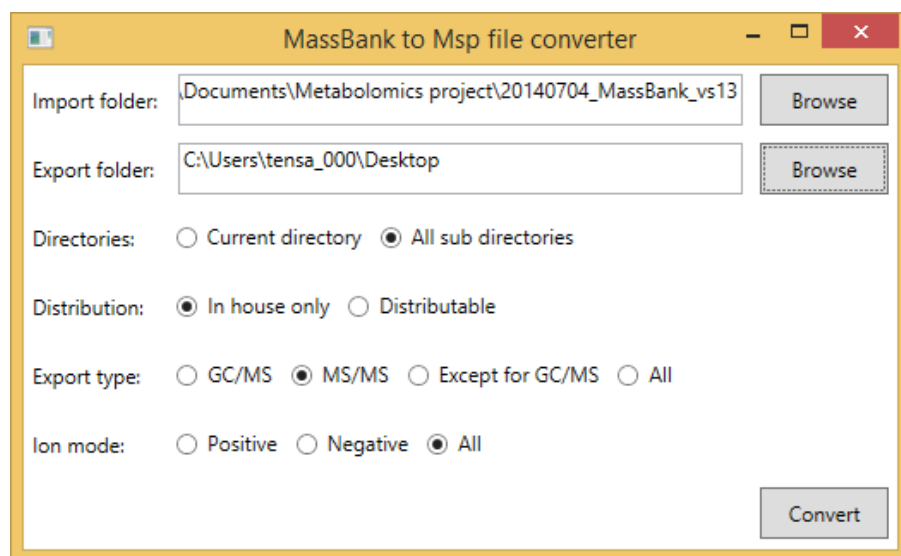 MassBank to Msp file converter
Import folder: \Documents\Metabolomics project\20140704_MassBank_vs13 Browse
Export folder: C:\Users\tensa_000\Desktop Browse
Directories: Current directory All sub directories
Distribution: In house only Distributable
Export type: GC/MS MS/MS Except for GC/MS All
Ion mode: Positive Negative All
Convert